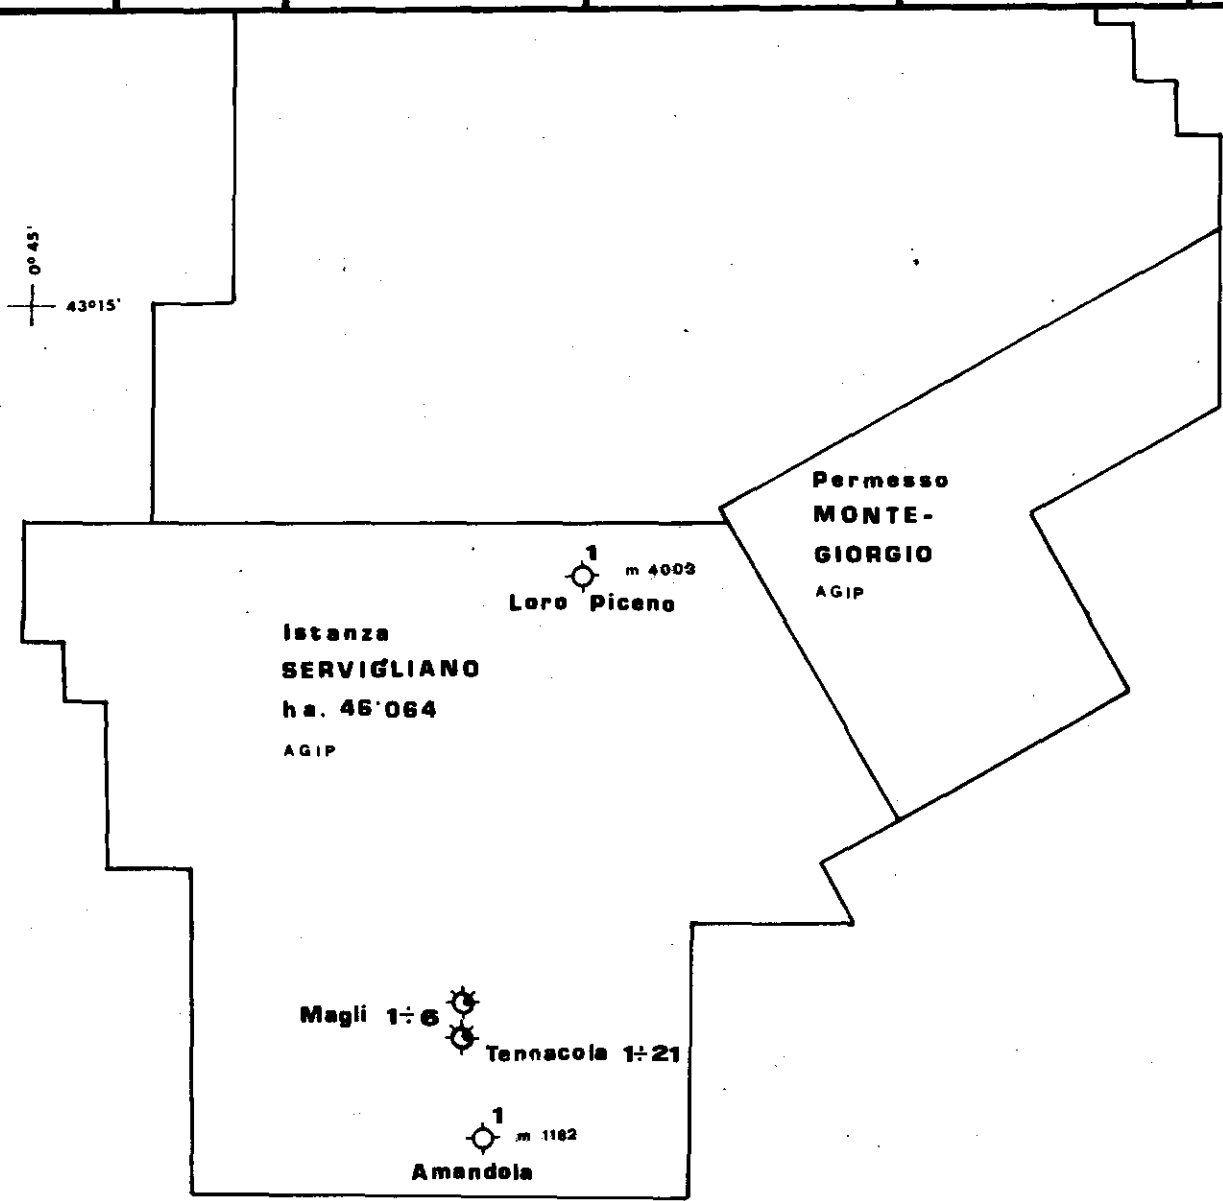 0° 45'
43°15'
Permesso
MONTE-
GIORGIO
AGIP
1
m 4003
Loro Piceno
Istanza
SERVIGLIANO
ha. 46'064
AGIP
Magli 1÷6
Tennacola 1÷21
1
m 1182
Amandola